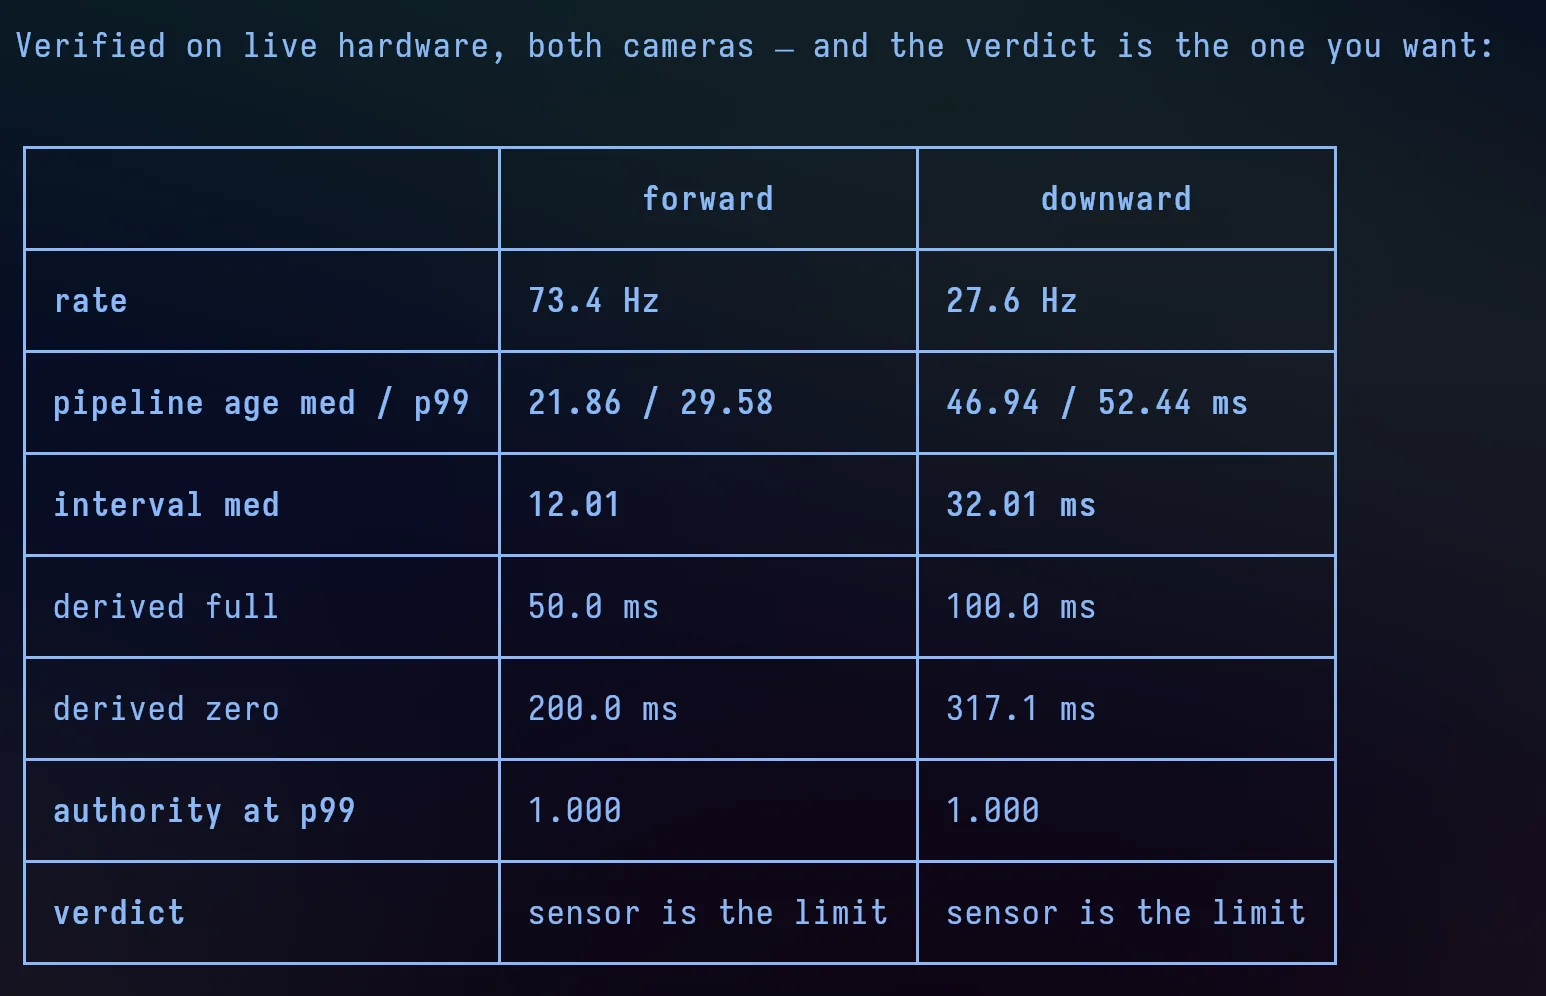 Verified on live hardware, both cameras — and the verdict is the one you want:
forward downward
rate 73.4 Hz 27.6 Hz
pipeline age med / p99 21.86 / 29.58 46.94 / 52.44 ms
interval med 12.01 32.01 ms
derived full 50.0 ms 100.0 ms
derived zero 200.0 ms 317.1 ms
authority at p99 1.000 1.000
verdict sensor is the limit sensor is the limit